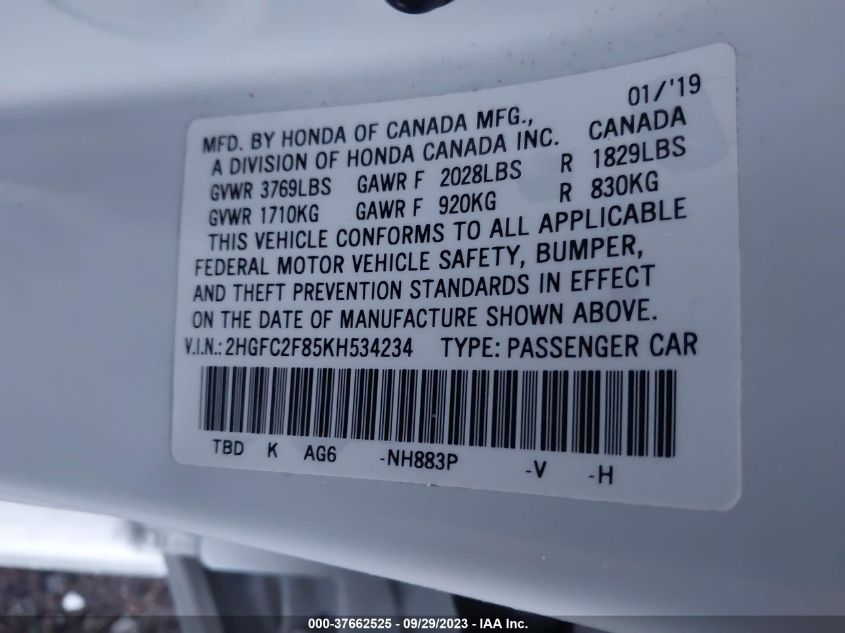 01/'19
MFD. BY HONDA OF CANADA MFG.,
A DIVISION OF HONDA CANADA INC. CANADA
GVWR 3769LBS GAWR F 2028LBS R 1829LBS
GVWR 1710KG GAWR F 920KG R 830KG
THIS VEHICLE CONFORMS TO ALL APPLICABLE
FEDERAL MOTOR VEHICLE SAFETY, BUMPER,
AND THEFT PREVENTION STANDARDS IN EFFECT
ON THE DATE OF MANUFACTURE SHOWN ABOVE.
V.I.N.: 2HGFC2F85KH534234 TYPE: PASSENGER CAR
TBD K AG6 -NH883P -V -H
000-37662525 - 09/29/2023 - IAA Inc.